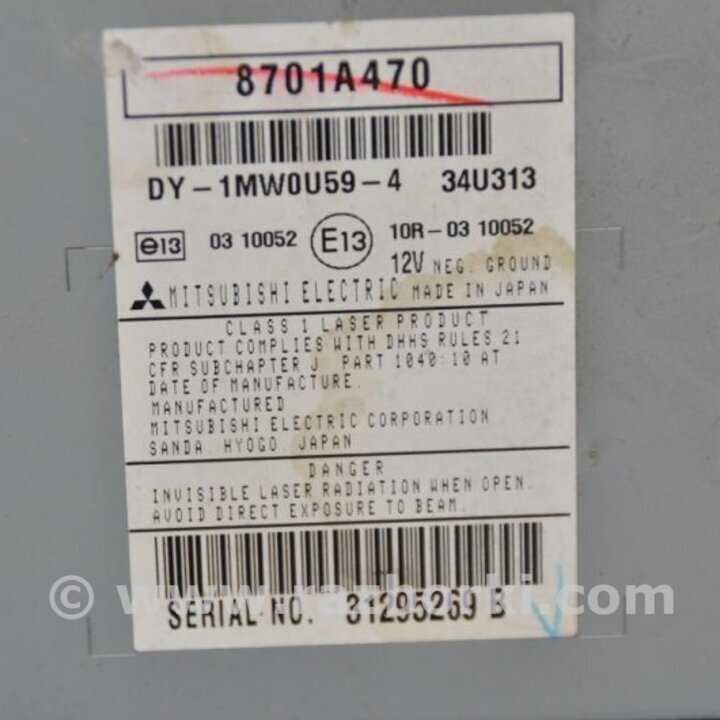 8701A470
DY-1MW0U59-4 34U313
e13 03 10052 E13 10R-03 10052
12V NEG. GROUND
MITSUBISHI ELECTRIC MADE IN JAPAN
CLASS 1 LASER PRODUCT
PRODUCT COMPLIES WITH DHHS RULES 21
CFR SUBCHAPTER J PART 1040:10 AT
DATE OF MANUFACTURE.
MANUFACTURED
MITSUBISHI ELECTRIC CORPORATION
SANDA. HYOGO. JAPAN
DANGER
INVISIBLE LASER RADIATION WHEN OPEN.
AVOID DIRECT EXPOSURE TO BEAM.
© www.razborki.com
SERIAL NO. 31295269 B